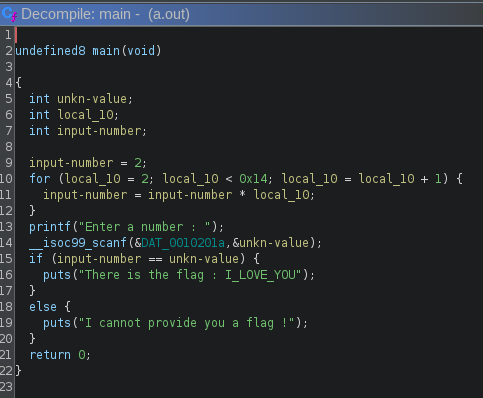 Decompile: main - (a.out)
1
2 undefined8 main(void)
3
4 {
5 int unkn-value;
6 int local_10;
7 int input-number;
8
9 input-number = 2;
10 for (local_10 = 2; local_10 < 0x14; local_10 = local_10 + 1) {
11 input-number = input-number * local_10;
12 }
13 printf("Enter a number : ");
14 __isoc99_scanf(&DAT_0010201a,&unkn-value);
15 if (input-number == unkn-value) {
16 puts("There is the flag : I_LOVE_YOU");
17 }
18 else {
19 puts("I cannot provide you a flag !");
20 }
21 return 0;
22 }
23